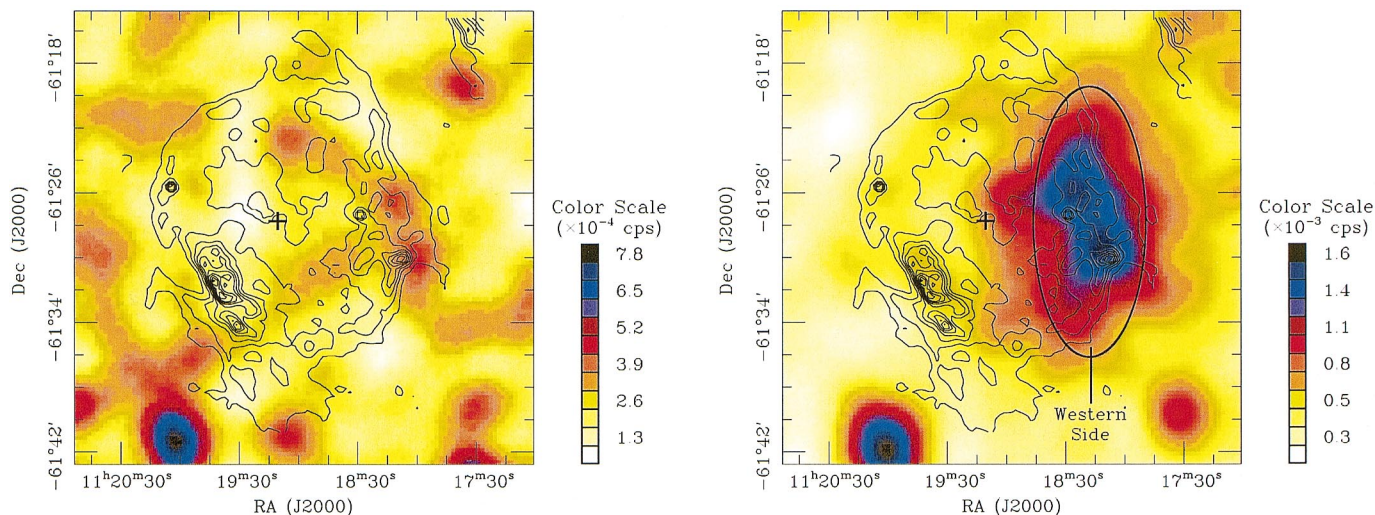 -61°18'
-61°26'
-61°34'
-61°42'
Dec (J2000)
11ʰ20ᵐ30ˢ
19ᵐ30ˢ
18ᵐ30ˢ
17ᵐ30ˢ
RA (J2000)
Color Scale
(×10⁻⁴ cps)
7.8
6.5
5.2
3.9
2.6
1.3
-61°18'
-61°26'
-61°34'
-61°42'
Dec (J2000)
11ʰ20ᵐ30ˢ
19ᵐ30ˢ
18ᵐ30ˢ
17ᵐ30ˢ
RA (J2000)
Western
Side
Color Scale
(×10⁻³ cps)
1.6
1.4
1.1
0.8
0.5
0.3